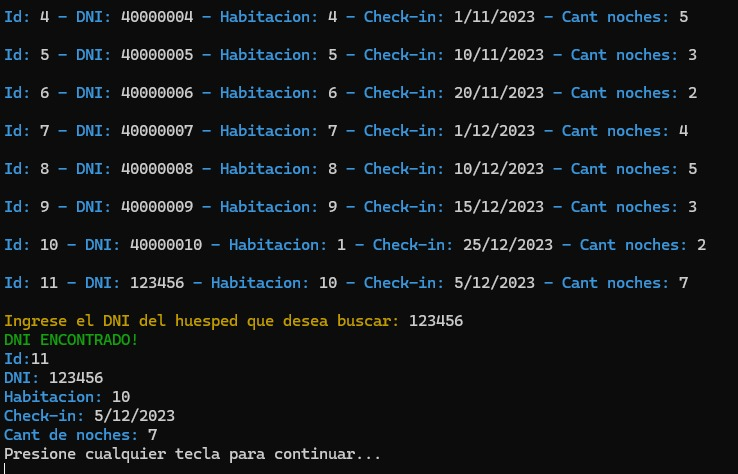 Id: 4 - DNI: 40000004 - Habitacion: 4 - Check-in: 1/11/2023 - Cant noches: 5
Id: 5 - DNI: 40000005 - Habitacion: 5 - Check-in: 10/11/2023 - Cant noches: 3
Id: 6 - DNI: 40000006 - Habitacion: 6 - Check-in: 20/11/2023 - Cant noches: 2
Id: 7 - DNI: 40000007 - Habitacion: 7 - Check-in: 1/12/2023 - Cant noches: 4
Id: 8 - DNI: 40000008 - Habitacion: 8 - Check-in: 10/12/2023 - Cant noches: 5
Id: 9 - DNI: 40000009 - Habitacion: 9 - Check-in: 15/12/2023 - Cant noches: 3
Id: 10 - DNI: 40000010 - Habitacion: 1 - Check-in: 25/12/2023 - Cant noches: 2
Id: 11 - DNI: 123456 - Habitacion: 10 - Check-in: 5/12/2023 - Cant noches: 7
Ingrese el DNI del huesped que desea buscar: 123456
DNI ENCONTRADO!
Id:11
DNI: 123456
Habitacion: 10
Check-in: 5/12/2023
Cant de noches: 7
Presione cualquier tecla para continuar...